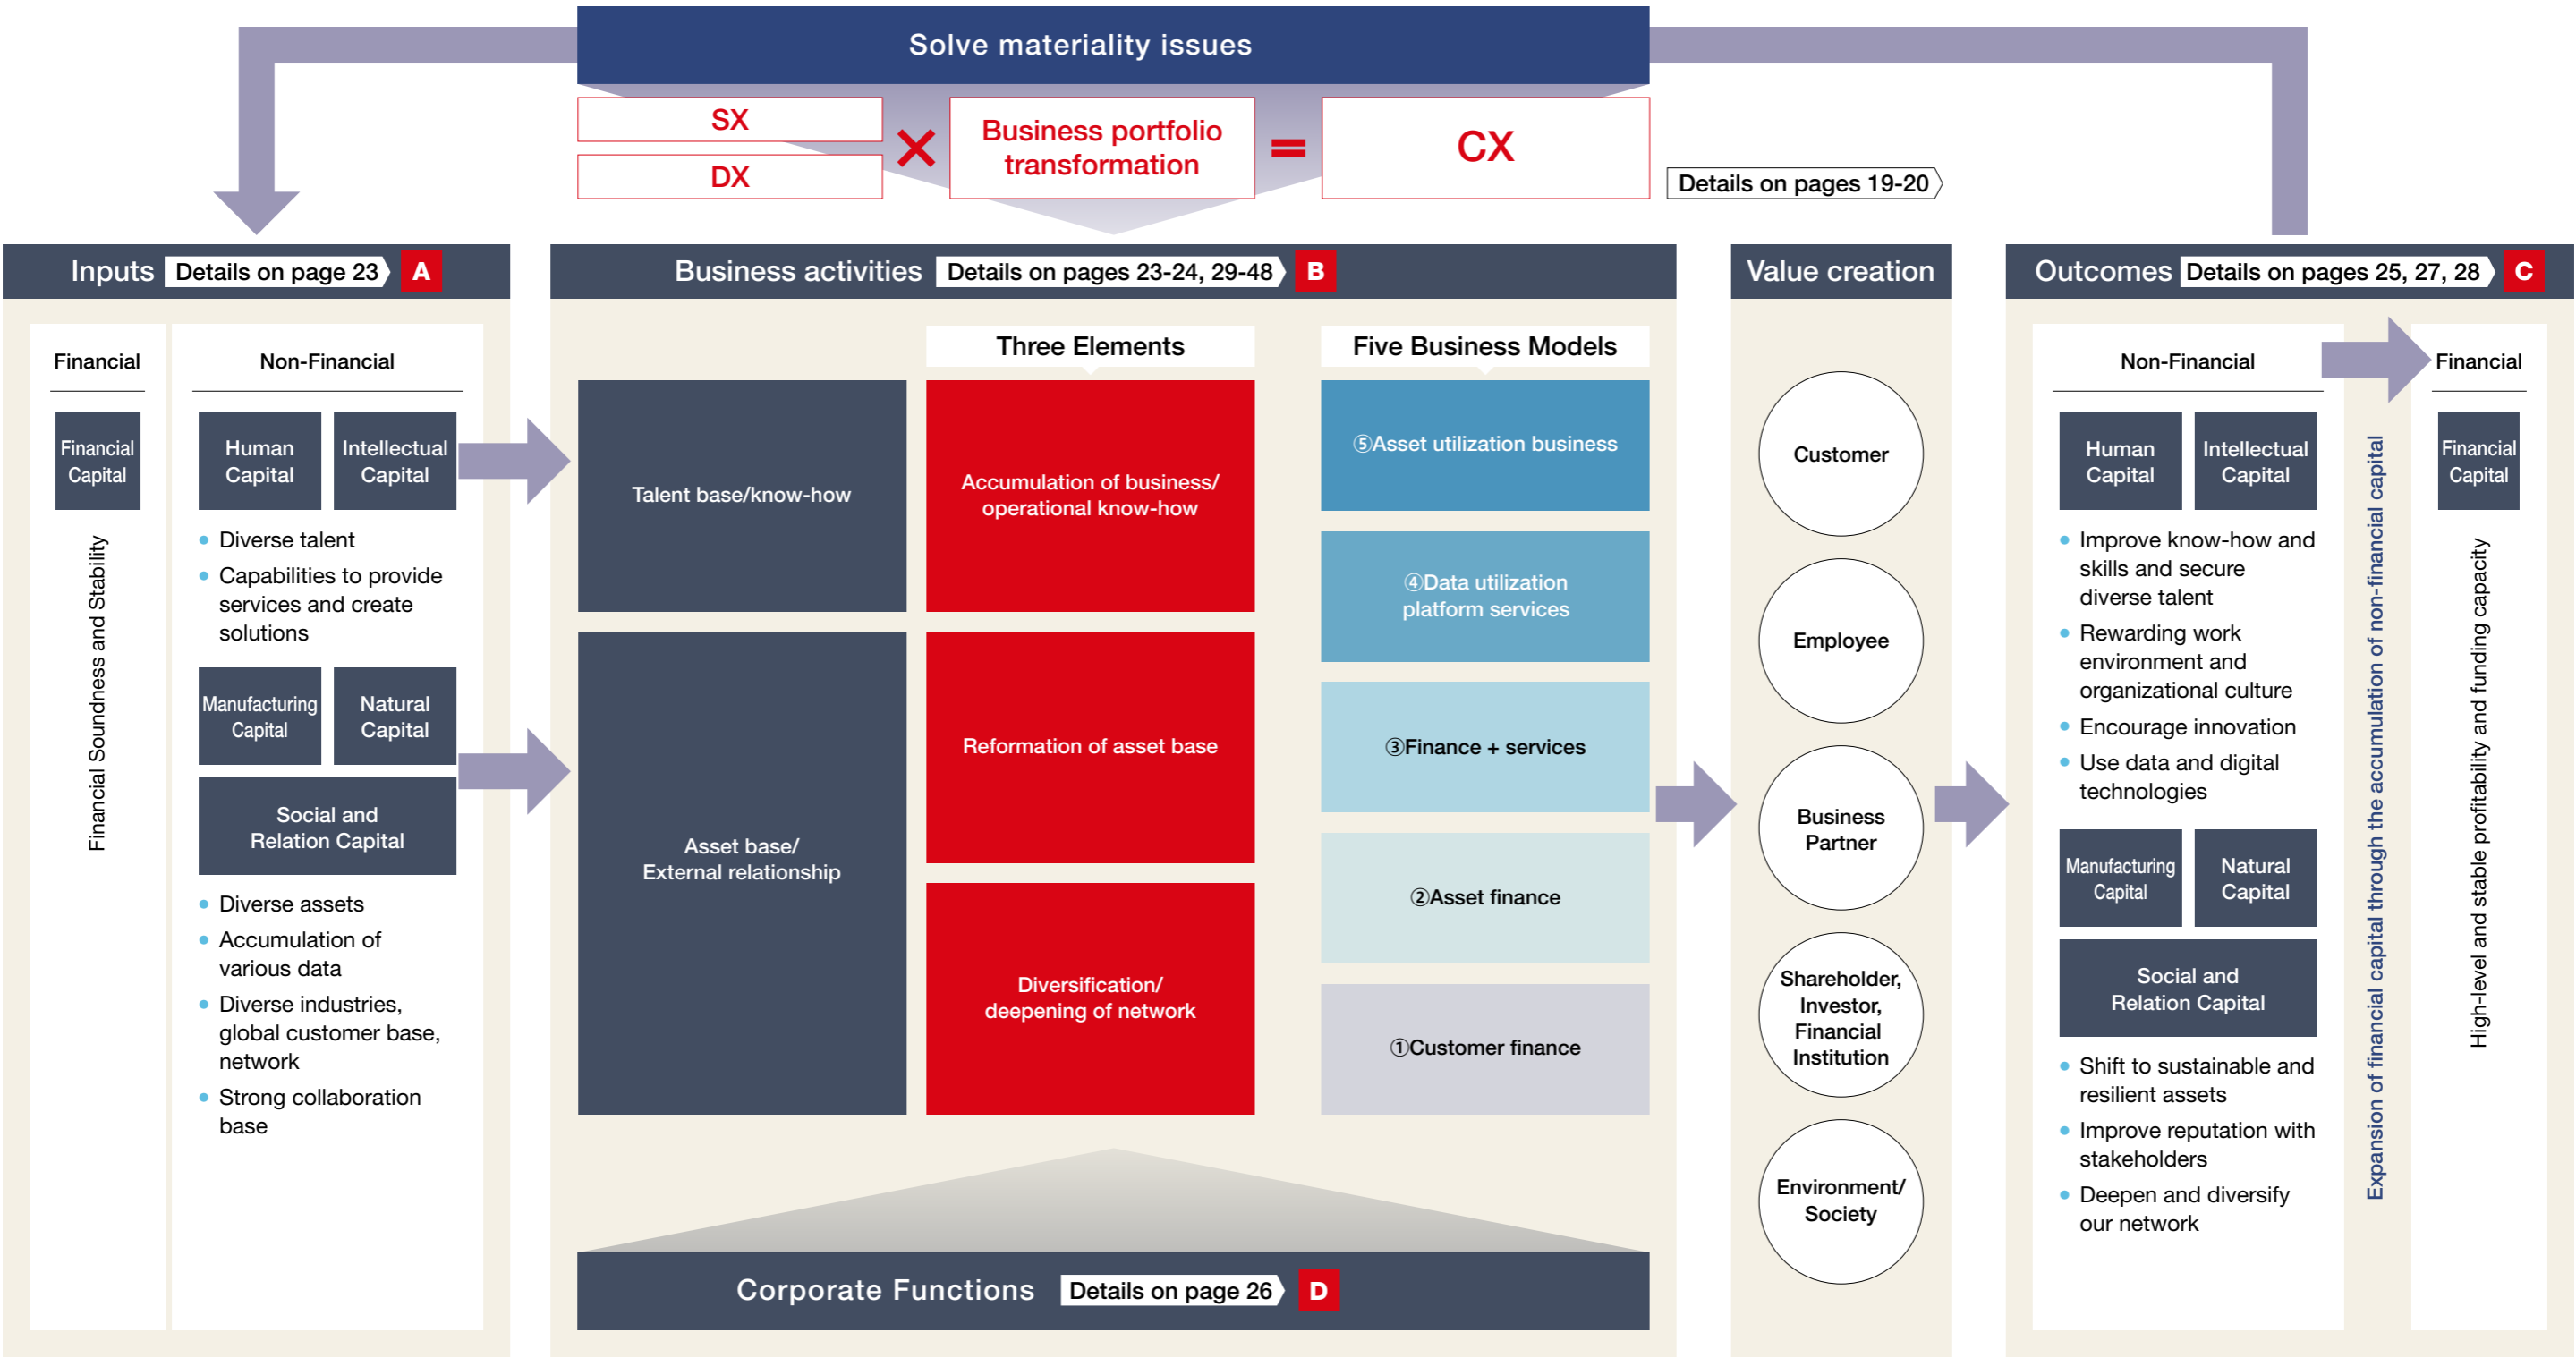 Solve materiality issues
SX
DX
×
Business portfolio
transformation
=
CX
Details on pages 19-20
Inputs
Details on page 23
A
Financial
Financial
Capital
Financial Soundness and Stability
Non-Financial
Human
Capital
Intellectual
Capital
• Diverse talent
• Capabilities to provide
services and create
solutions
Manufacturing
Capital
Natural
Capital
Social and
Relation Capital
• Diverse assets
• Accumulation of
various data
• Diverse industries,
global customer base,
network
• Strong collaboration
base
Business activities
Details on pages 23-24, 29-48
B
Talent base/know-how
Asset base/
External relationship
Three Elements
Accumulation of business/
operational know-how
Reformation of asset base
Diversification/
deepening of network
Five Business Models
⑤Asset utilization business
④Data utilization
platform services
③Finance + services
②Asset finance
①Customer finance
Corporate Functions
Details on page 26
D
Value creation
Customer
Employee
Business
Partner
Shareholder,
Investor,
Financial
Institution
Environment/
Society
Outcomes
Details on pages 25, 27, 28
C
Non-Financial
Human
Capital
Intellectual
Capital
• Improve know-how and
skills and secure
diverse talent
• Rewarding work
environment and
organizational culture
• Encourage innovation
• Use data and digital
technologies
Manufacturing
Capital
Natural
Capital
Social and
Relation Capital
• Shift to sustainable and
resilient assets
• Improve reputation with
stakeholders
• Deepen and diversify
our network
Expansion of financial capital through the accumulation of non-financial capital
Financial
Financial
Capital
High-level and stable profitability and funding capacity